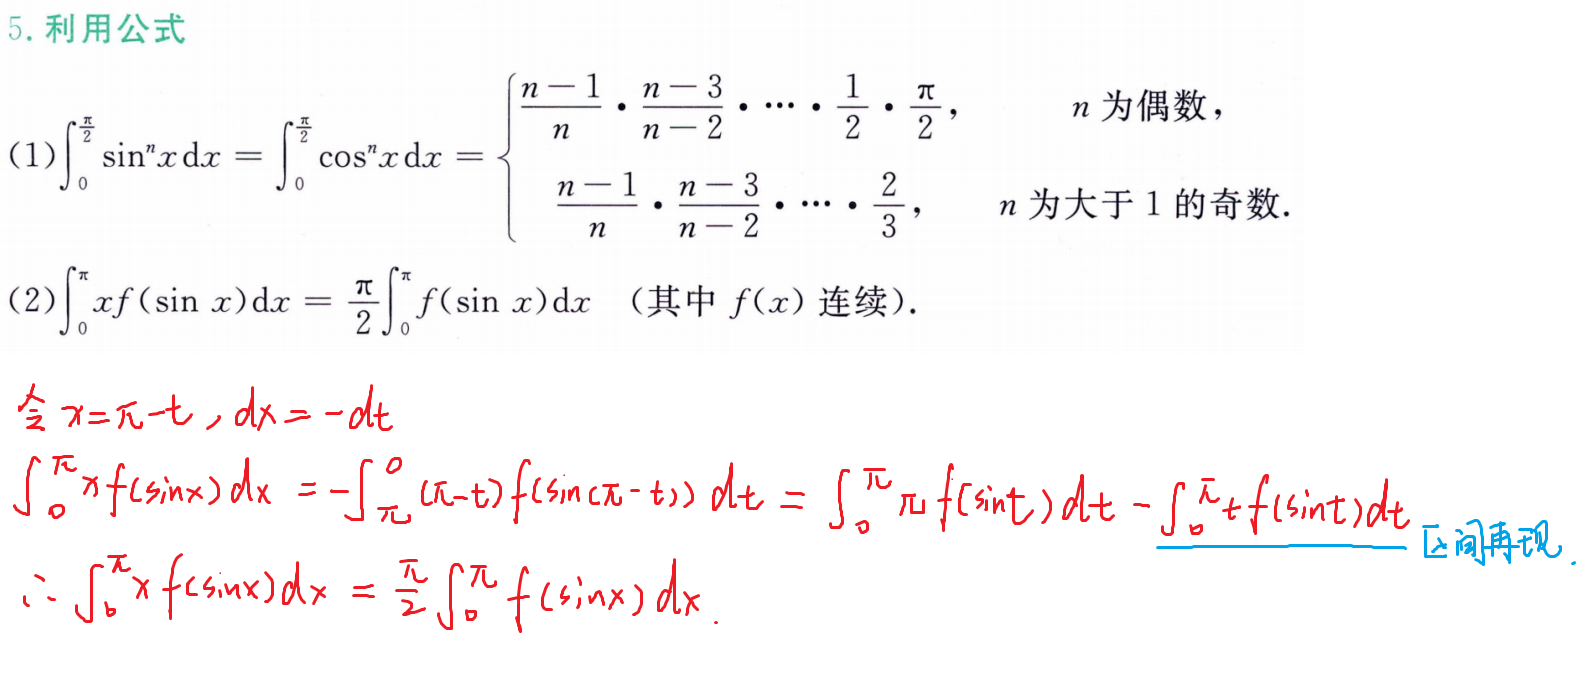 5. 利用公式
(1) $\int_0^{\frac{\pi}{2}} \sin^n x\,dx = \int_0^{\frac{\pi}{2}} \cos^n x\,dx = \begin{cases} \frac{n-1}{n} \cdot \frac{n-3}{n-2} \cdot \cdots \cdot \frac{1}{2} \cdot \frac{\pi}{2}, & n 为偶数, \\ \frac{n-1}{n} \cdot \frac{n-3}{n-2} \cdot \cdots \cdot \frac{2}{3}, & n 为大于 1 的奇数. \end{cases}$
(2) $\int_0^{\pi} xf(\sin x)dx = \frac{\pi}{2}\int_0^{\pi} f(\sin x)dx$ (其中 f(x) 连续).
令 $x=\pi-t, dx=-dt$
$\int_0^{\pi} xf(\sin x)dx = -\int_{\pi}^0 (\pi-t)f(\sin(\pi-t))dt = \int_0^{\pi} \pi f(\sin t)dt - \int_0^{\pi} tf(\sin t)dt$ 区间再现.
$\therefore \int_0^{\pi} xf(\sin x)dx = \frac{\pi}{2}\int_0^{\pi} f(\sin x)dx.$